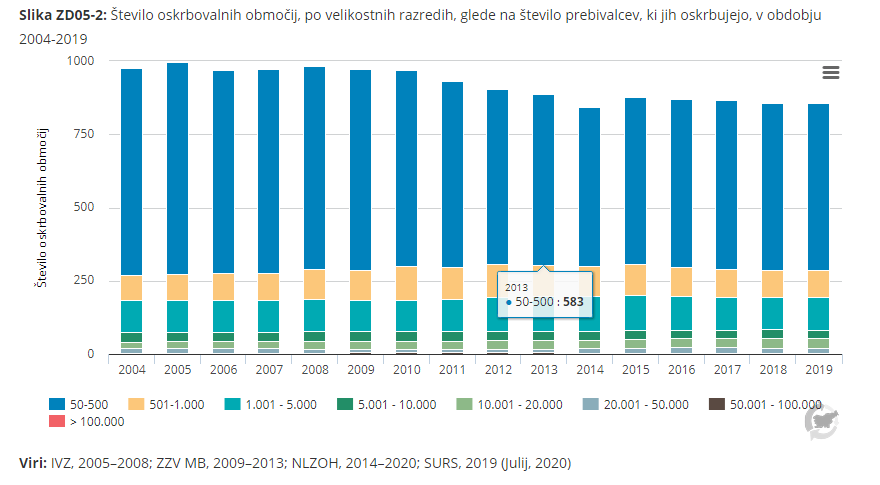 Slika ZD05-2: Število oskrbovalnih območij, po velikostnih razredih, glede na število prebivalcev, ki jih oskrbujejo, v obdobju
2004-2019
1000
750
500
250
0
Število oskrbovalnih območij
2013
50-500 : 583
2004 2005 2006 2007 2008 2009 2010 2011 2012 2013 2014 2015 2016 2017 2018 2019
50-500 501-1.000 1.001 - 5.000 5.001 - 10.000 10.001 - 20.000 20.001 - 50.000 50.001 - 100.000
> 100.000
Viri: IVZ, 2005–2008; ZZV MB, 2009–2013; NLZOH, 2014–2020; SURS, 2019 (Julij, 2020)